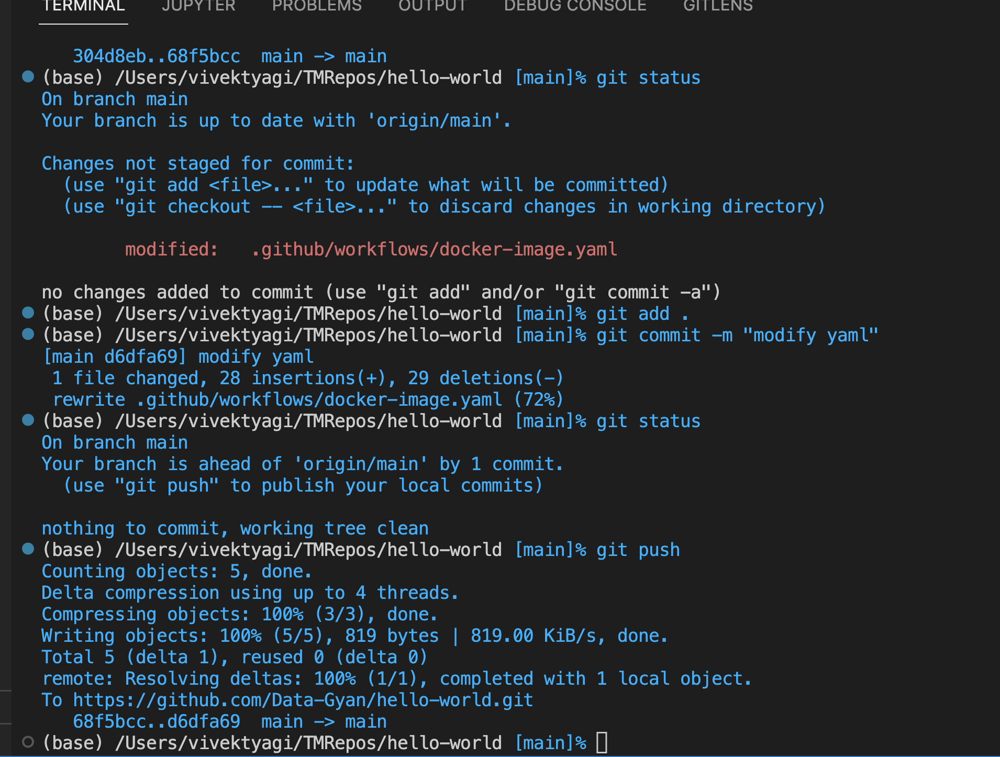 TERMINAL JUPYTER PROBLEMS OUTPUT DEBUG CONSOLE GITLENS
304d8eb..68f5bcc  main -> main
(base) /Users/vivektyagi/TMRepos/hello-world [main]% git status
On branch main
Your branch is up to date with 'origin/main'.
Changes not staged for commit:
(use "git add <file>..." to update what will be committed)
(use "git checkout -- <file>..." to discard changes in working directory)
modified:   .github/workflows/docker-image.yaml
no changes added to commit (use "git add" and/or "git commit -a")
(base) /Users/vivektyagi/TMRepos/hello-world [main]% git add .
(base) /Users/vivektyagi/TMRepos/hello-world [main]% git commit -m "modify yaml"
[main d6dfa69] modify yaml
1 file changed, 28 insertions(+), 29 deletions(-)
rewrite .github/workflows/docker-image.yaml (72%)
(base) /Users/vivektyagi/TMRepos/hello-world [main]% git status
On branch main
Your branch is ahead of 'origin/main' by 1 commit.
(use "git push" to publish your local commits)
nothing to commit, working tree clean
(base) /Users/vivektyagi/TMRepos/hello-world [main]% git push
Counting objects: 5, done.
Delta compression using up to 4 threads.
Compressing objects: 100% (3/3), done.
Writing objects: 100% (5/5), 819 bytes | 819.00 KiB/s, done.
Total 5 (delta 1), reused 0 (delta 0)
remote: Resolving deltas: 100% (1/1), completed with 1 local object.
To https://github.com/Data-Gyan/hello-world.git
68f5bcc..d6dfa69  main -> main
(base) /Users/vivektyagi/TMRepos/hello-world [main]%